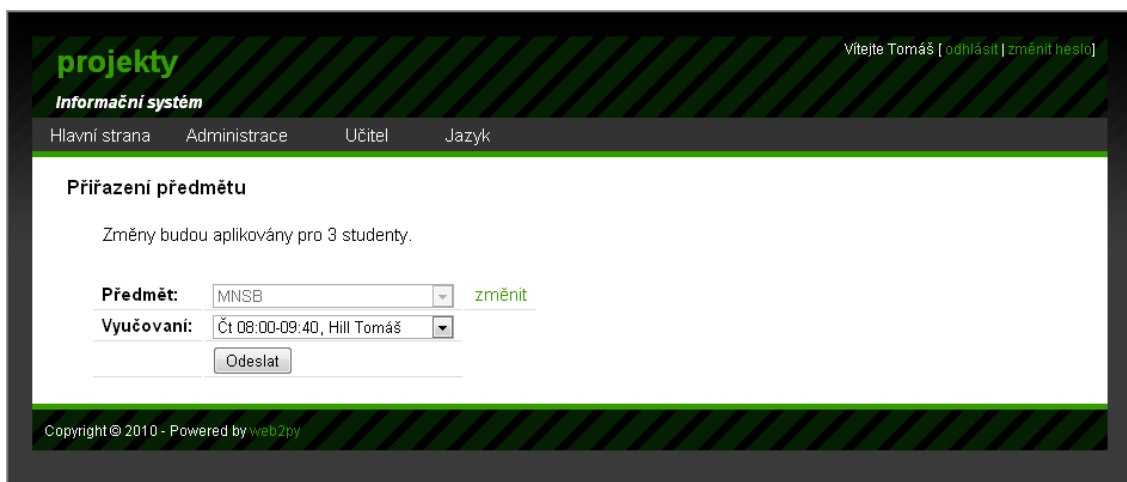 projekty
Vítejte Tomáš [ odhlásit | změnit heslo]
Informační systém
Hlavní strana Administrace Učitel Jazyk
Přiřazení předmětu
Změny budou aplikovány pro 3 studenty.
Předmět: MNSB změnit
Vyučovaní: Čt 08:00-09:40, Hill Tomáš
Odeslat
Copyright © 2010 - Powered by web2py